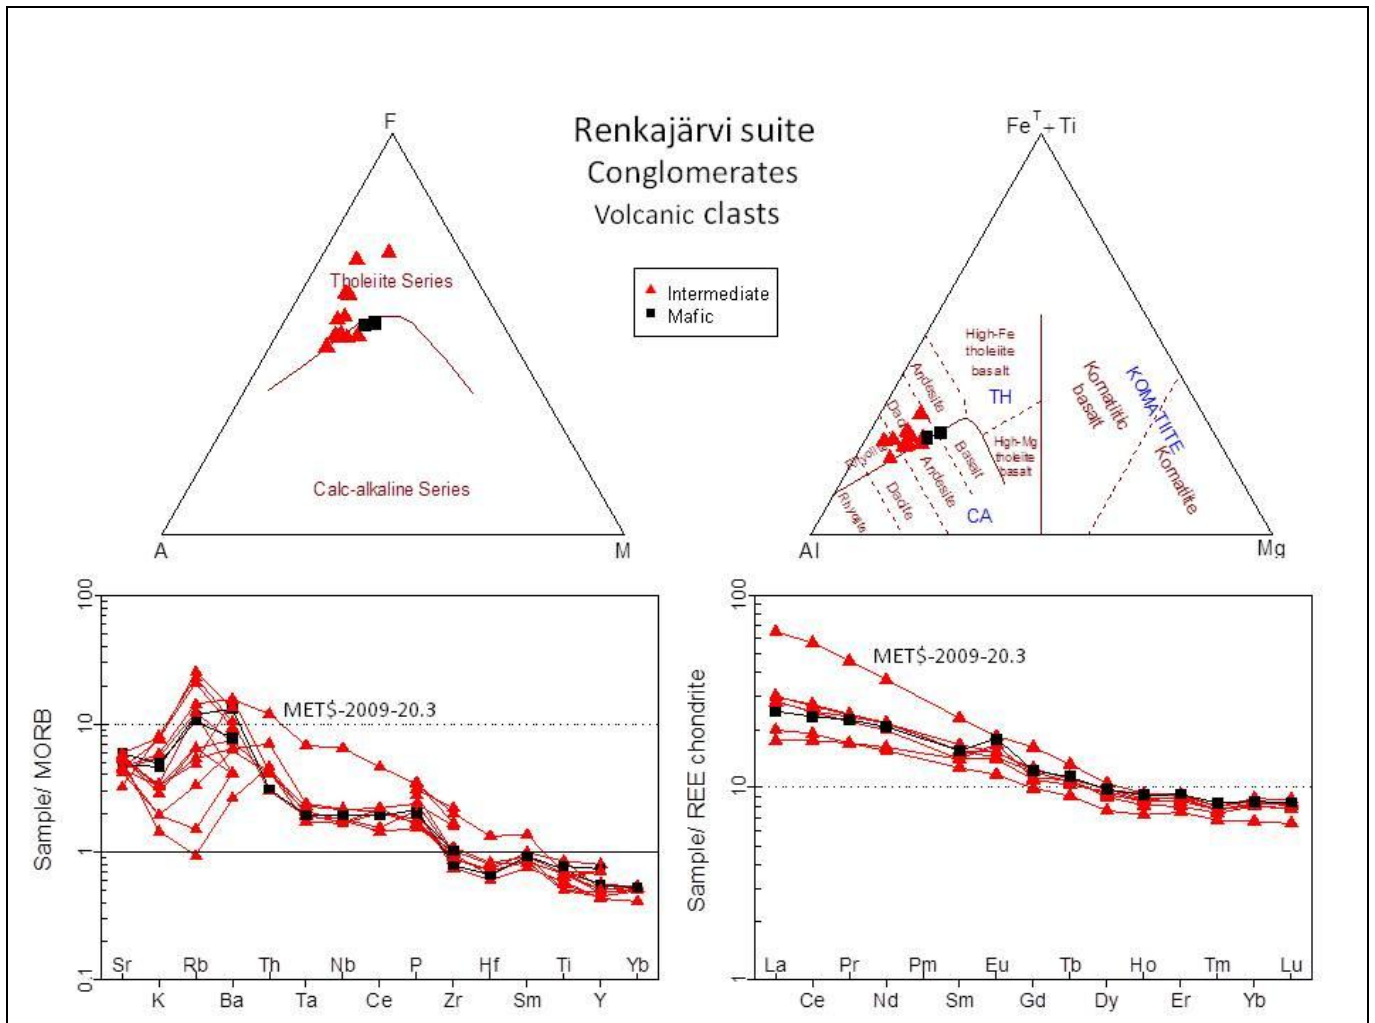 Renkajärvi suite
Conglomerates
Volcanic clasts
Intermediate
Mafic
F
Tholeiite Series
Calc-alkaline Series
A
M
Fe^T + Ti
High-Fe
tholeiite
basalt
TH
Andesite
Rhyolite
High-Mg
tholeiite
basalt
Basalt
Andesite
Dacite
Rhyolite
CA
Komatiitic
basalt
KOMATIITE
Komatiite
Al
Mg
Sample/ MORB
100
10
1
0.1
MET$-2009-20.3
Sr Rb Th Nb P Hf Ti Yb
K Ba Ta Ce Zr Sm Y
Sample/ REE chondrite
100
10
1
MET$-2009-20.3
La Pr Pm Eu Tb Ho Tm Lu
Ce Nd Sm Gd Dy Er Yb